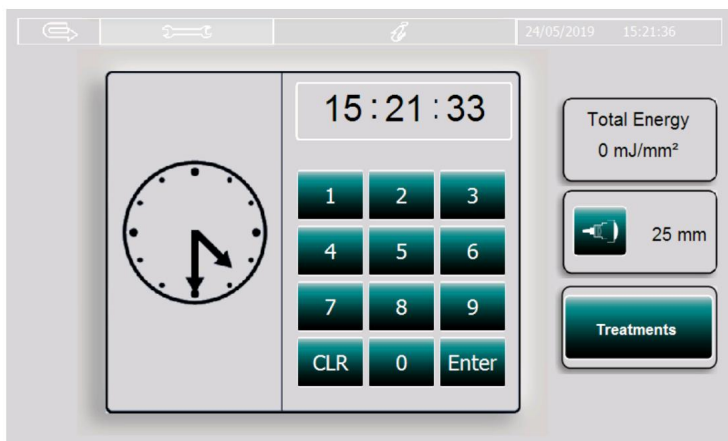 24/05/2019 15:21:36
15:21:33
1 2 3
4 5 6
7 8 9
CLR 0 Enter
Total Energy
0 mJ/mm²
25 mm
Treatments